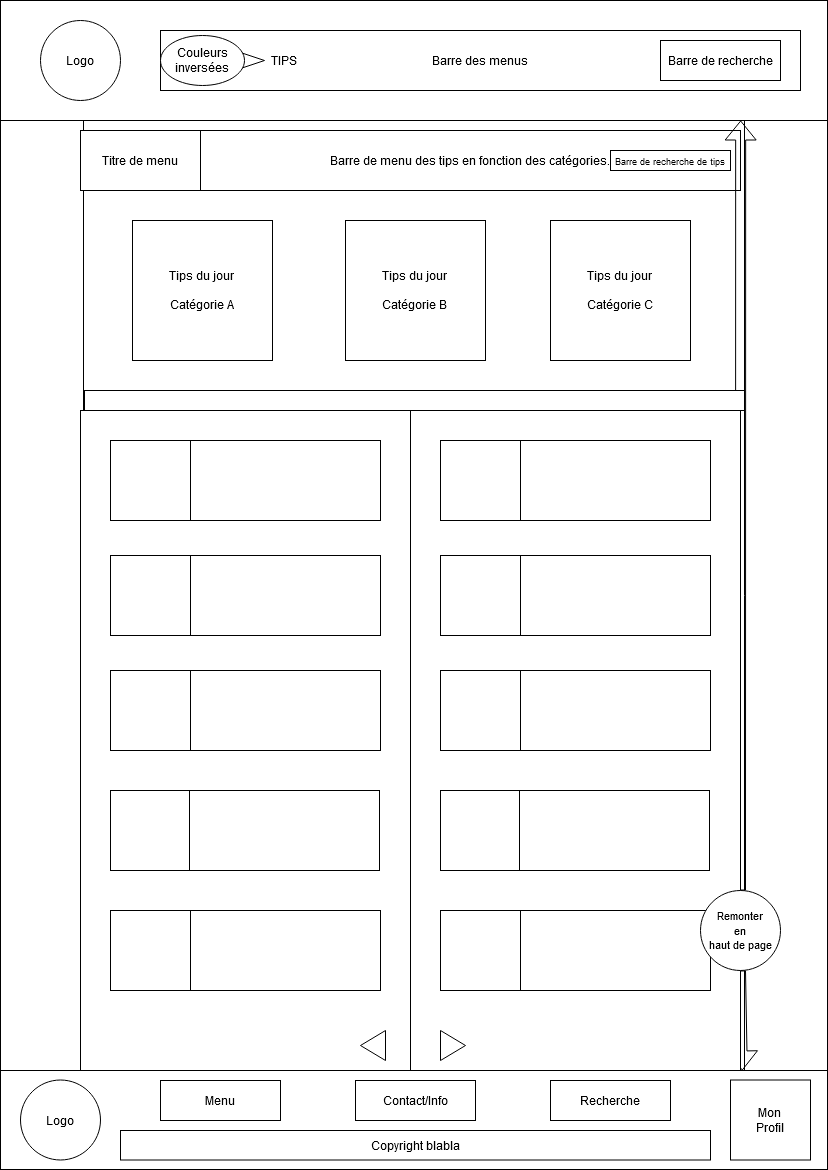 Logo
Couleurs
inversées
TIPS
Barre des menus
Barre de recherche
Titre de menu
Barre de menu des tips en fonction des catégories.
Barre de recherche de tips
Tips du jour
Catégorie A
Tips du jour
Catégorie B
Tips du jour
Catégorie C
Remonter
en
haut de page
Logo
Menu
Contact/Info
Recherche
Mon
Profil
Copyright blabla